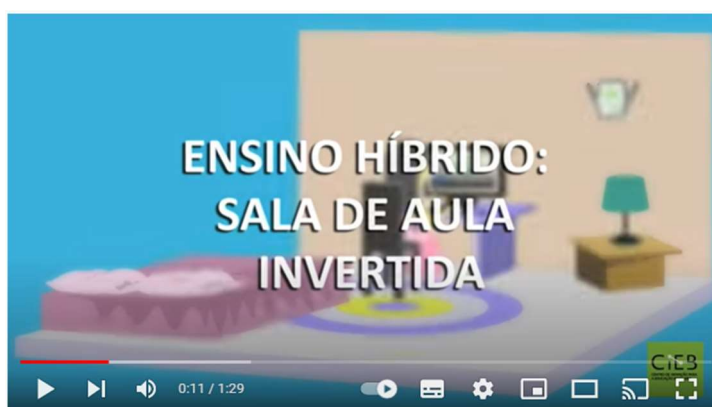 ENSINO HÍBRIDO:
SALA DE AULA
INVERTIDA
CIEB
0:11 / 1:29